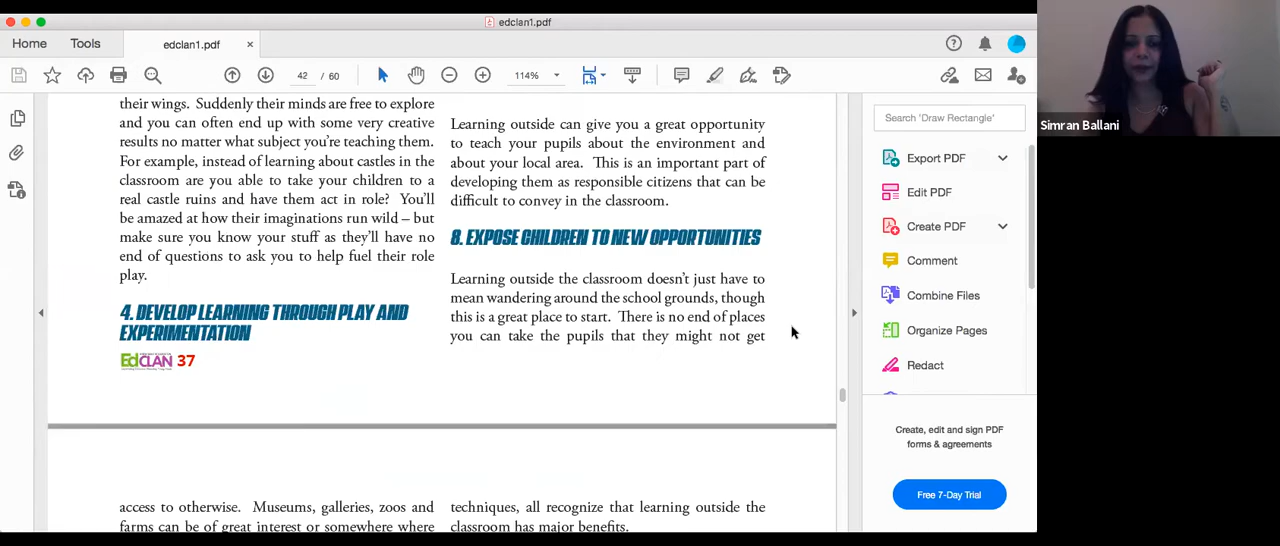 edclan1.pdf
Home
Tools
edclan1.pdf ×
42 / 60
114%
their wings. Suddenly their minds are free to explore
and you can often end up with some very creative
results no matter what subject you're teaching them.
For example, instead of learning about castles in the
classroom are you able to take your children to a
real castle ruins and have them act in role? You'll
be amazed at how their imaginations run wild – but
make sure you know your stuff as they'll have no
end of questions to ask you to help fuel their role
play.
4. DEVELOP LEARNING THROUGH PLAY AND
EXPERIMENTATION
EdCLAN 37
Learning outside can give you a great opportunity
to teach your pupils about the environment and
about your local area. This is an important part of
developing them as responsible citizens that can be
difficult to convey in the classroom.
8. EXPOSE CHILDREN TO NEW OPPORTUNITIES
Learning outside the classroom doesn't just have to
mean wandering around the school grounds, though
this is a great place to start. There is no end of places
you can take the pupils that they might not get
access to otherwise. Museums, galleries, zoos and
farms can be of great interest or somewhere where
techniques, all recognize that learning outside the
classroom has major benefits.
Search 'Draw Rectangle'
Export PDF
Edit PDF
Create PDF
Comment
Combine Files
Organize Pages
Redact
Create, edit and sign PDF
forms & agreements
Free 7-Day Trial
Simran Ballani